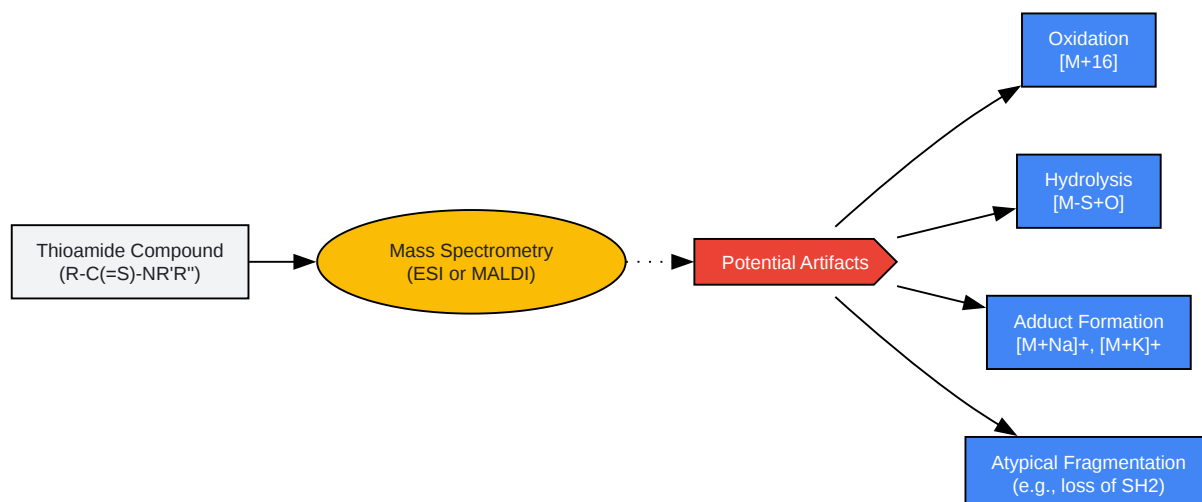 Thioamide Compound
(R-C(=S)-NR'R'')
Mass Spectrometry
(ESI or MALDI)
Potential Artifacts
Oxidation
[M+16]
Hydrolysis
[M-S+O]
Adduct Formation
[M+Na]+, [M+K]+
Atypical Fragmentation
(e.g., loss of SH2)